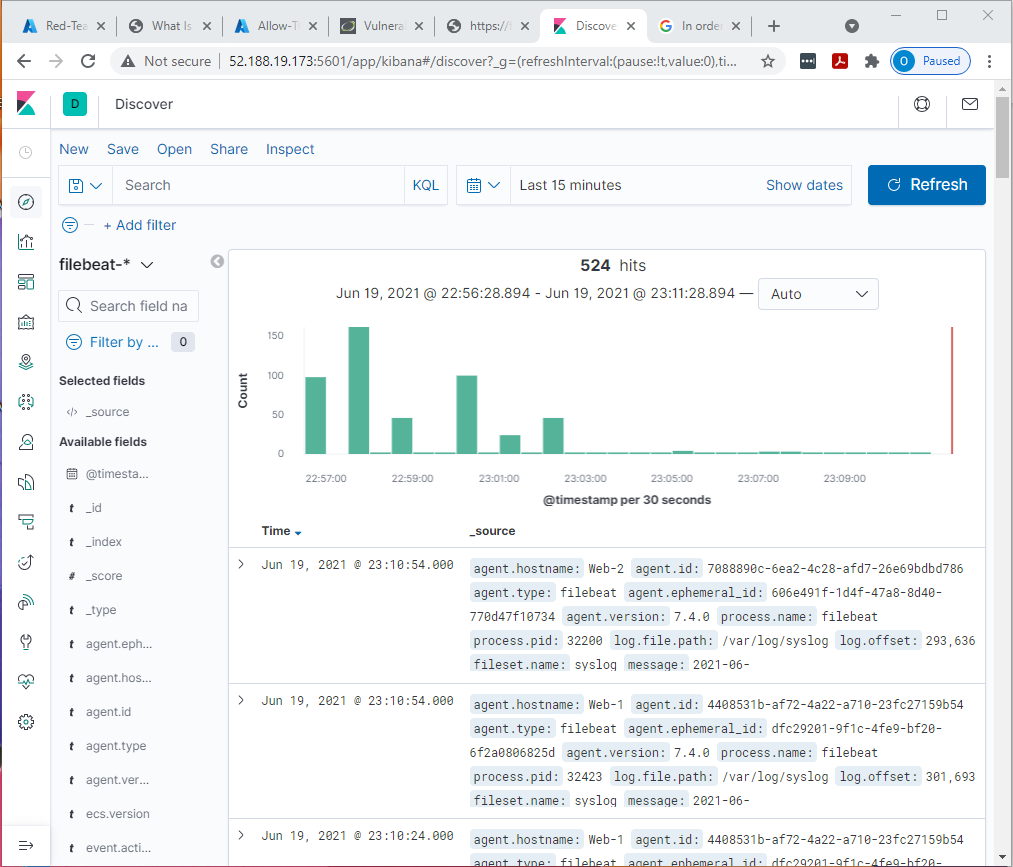 Red-Tea
What Is
Allow-T
Vulnera
https://
Discove
In order
Not secure
52.188.19.173:5601/app/kibana#/discover?_g=(refreshInterval:(pause:!t,value:0),ti...
O Paused
D Discover
New Save Open Share Inspect
Search KQL Last 15 minutes Show dates Refresh
+ Add filter
filebeat-*
Search field na
Filter by ... 0
Selected fields
</> _source
Available fields
@timesta...
t _id
t _index
# _score
t _type
t agent.eph...
t agent.hos...
t agent.id
t agent.type
t agent.ver...
t ecs.version
t event.acti...
524 hits
Jun 19, 2021 @ 22:56:28.894 - Jun 19, 2021 @ 23:11:28.894 — Auto
Count
150
100
50
0
22:57:00 22:59:00 23:01:00 23:03:00 23:05:00 23:07:00 23:09:00
@timestamp per 30 seconds
Time _source
Jun 19, 2021 @ 23:10:54.000 agent.hostname: Web-2 agent.id: 7088890c-6ea2-4c28-afd7-26e69bdbd786
agent.type: filebeat agent.ephemeral_id: 606e491f-1d4f-47a8-8d40-
770d47f10734 agent.version: 7.4.0 process.name: filebeat
process.pid: 32200 log.file.path: /var/log/syslog log.offset: 293,636
fileset.name: syslog message: 2021-06-
Jun 19, 2021 @ 23:10:54.000 agent.hostname: Web-1 agent.id: 4408531b-af72-4a22-a710-23fc27159b54
agent.type: filebeat agent.ephemeral_id: dfc29201-9f1c-4fe9-bf20-
6f2a0806825d agent.version: 7.4.0 process.name: filebeat
process.pid: 32423 log.file.path: /var/log/syslog log.offset: 301,693
fileset.name: syslog message: 2021-06-
Jun 19, 2021 @ 23:10:24.000 agent.hostname: Web-1 agent.id: 4408531b-af72-4a22-a710-23fc27159b54
agent.type: filebeat agent.ephemeral_id: dfc29201-9f1c-4fe9-bf20-